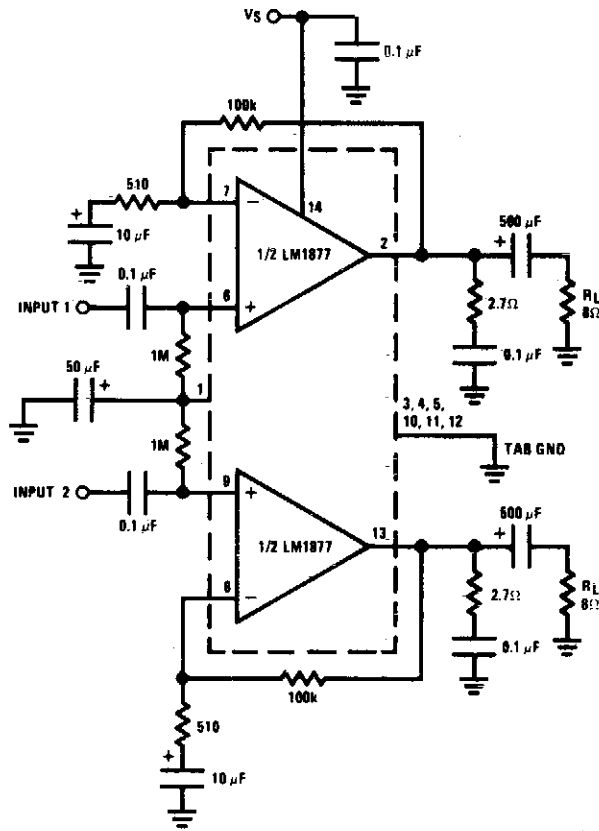 VS
0.1 µF
100k
510
7
−
14
+
10 µF
1/2 LM1877
2
+
500 µF
0.1 µF
INPUT 1
6
+
2.7Ω
RL
8Ω
1M
0.1 µF
50 µF
+
1
3, 4, 5,
10, 11, 12
1M
TAB GND
INPUT 2
9
+
0.1 µF
1/2 LM1877
13
+
500 µF
8
−
2.7Ω
RL
8Ω
0.1 µF
100k
510
+
10 µF